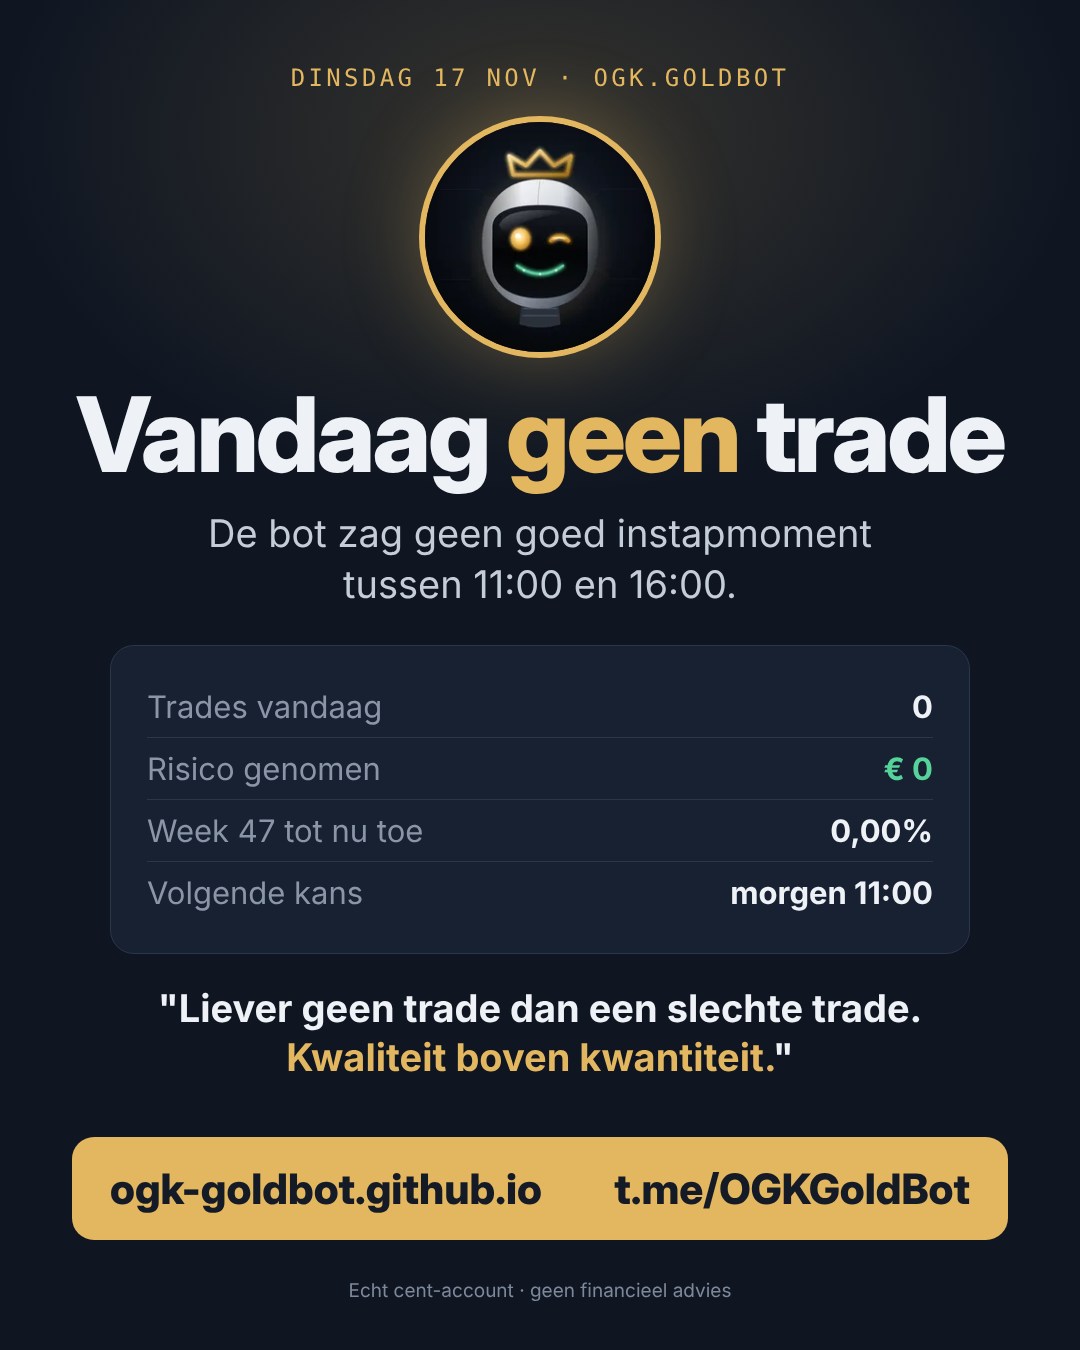 DINSDAG 17 NOV · OGK.GOLDBOT
Vandaag geen trade
De bot zag geen goed instapmoment
tussen 11:00 en 16:00.
Trades vandaag 0
Risico genomen € 0
Week 47 tot nu toe 0,00%
Volgende kans morgen 11:00
"Liever geen trade dan een slechte trade.
Kwaliteit boven kwantiteit."
ogk-goldbot.github.io t.me/OGKGoldBot
Echt cent-account · geen financieel advies